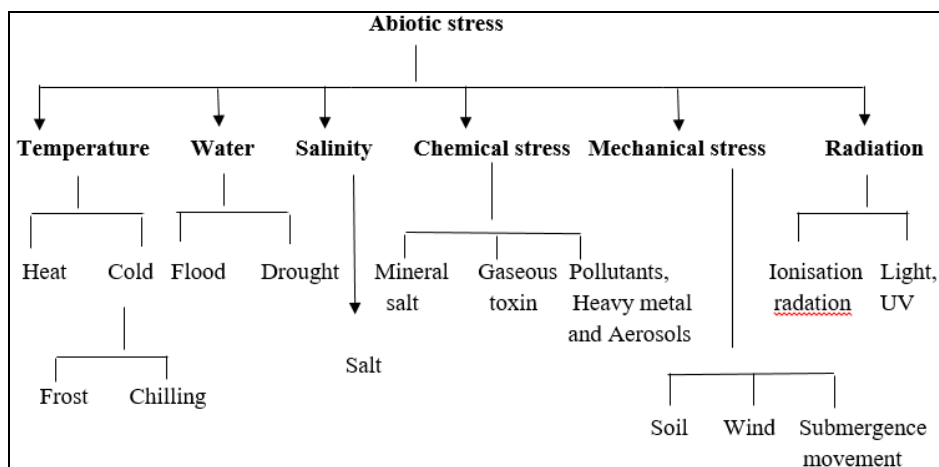 Abiotic stress
Temperature Water Salinity Chemical stress Mechanical stress Radiation
Heat Cold Flood Drought Mineral salt Gaseous toxin Pollutants, Heavy metal and Aerosols Ionisation radation Light, UV
Salt
Frost Chilling
Soil Wind Submergence movement